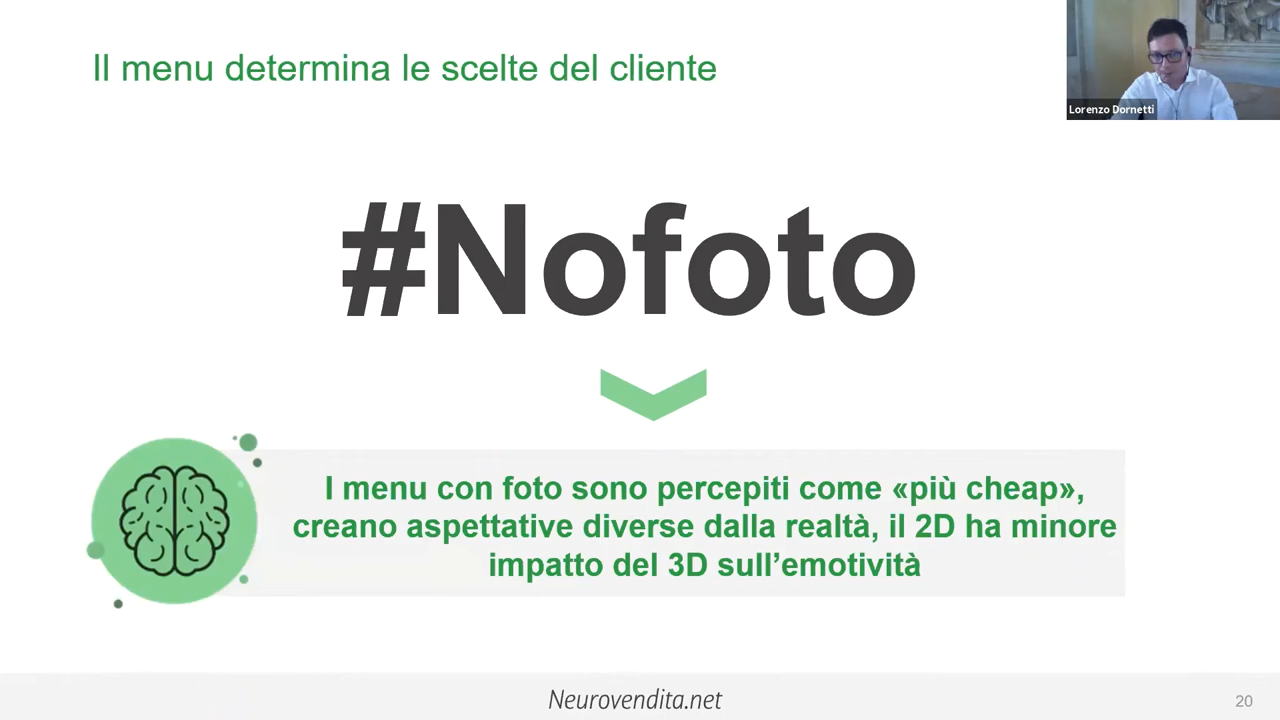 Il menu determina le scelte del cliente
Lorenzo Dornetti
#Nofoto
I menu con foto sono percepiti come «più cheap»,
creano aspettative diverse dalla realtà, il 2D ha minore
impatto del 3D sull’emotività
Neurovendita.net
20